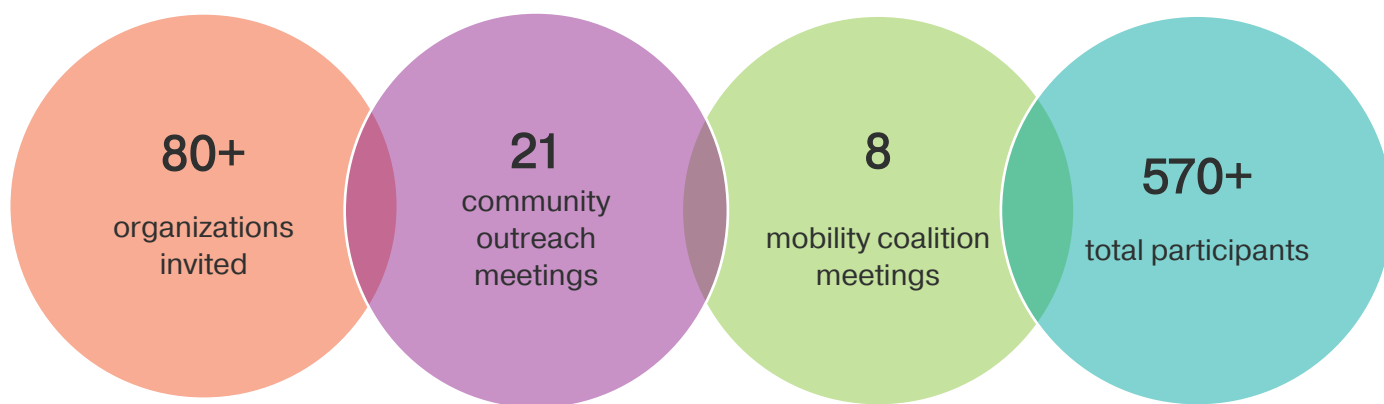 80+
organizations
invited
21
community
outreach
meetings
8
mobility coalition
meetings
570+
total participants